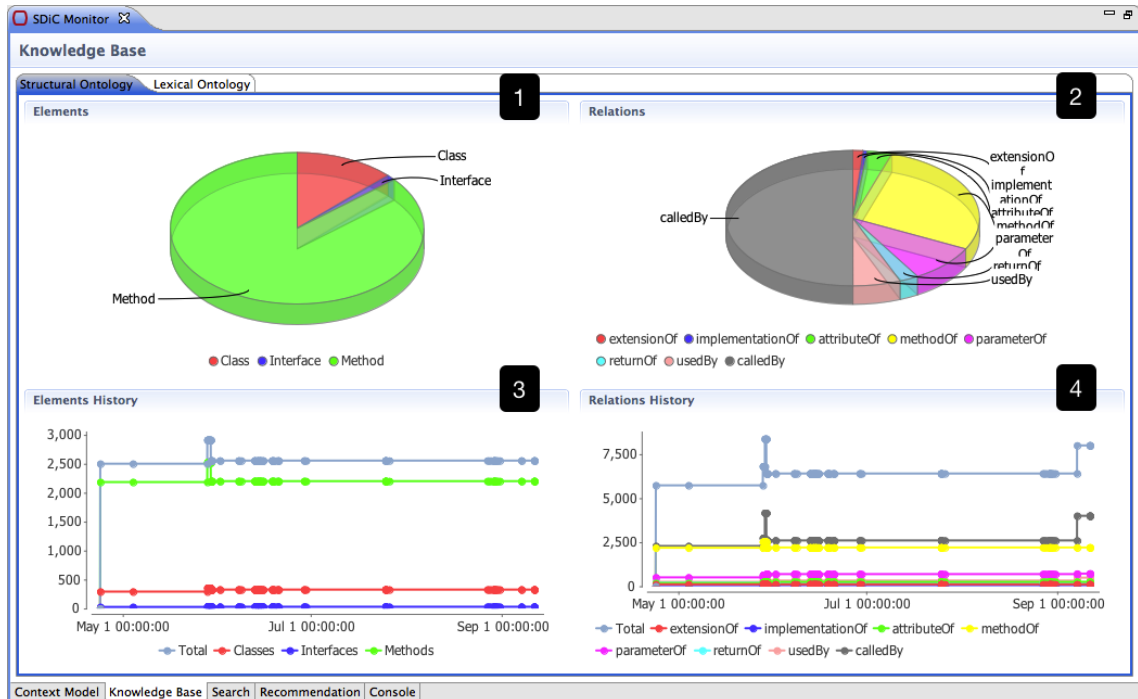 SDiC Monitor
Knowledge Base
Structural Ontology Lexical Ontology
Elements
1
Class
Interface
Method
Class Interface Method
Relations
2
extensionO
f
implement
ationOf
attributeOf
methodOf
parameter
Of
returnOf
usedBy
calledBy
extensionOf implementationOf attributeOf methodOf parameterOf
returnOf usedBy calledBy
Elements History
3
3,000
2,500
2,000
1,500
1,000
500
0
May 1 00:00:00 Jul 1 00:00:00 Sep 1 00:00:00
Total Classes Interfaces Methods
Relations History
4
7,500
5,000
2,500
0
May 1 00:00:00 Jul 1 00:00:00 Sep 1 00:00:00
Total extensionOf implementationOf attributeOf methodOf
parameterOf returnOf usedBy calledBy
Context Model Knowledge Base Search Recommendation Console